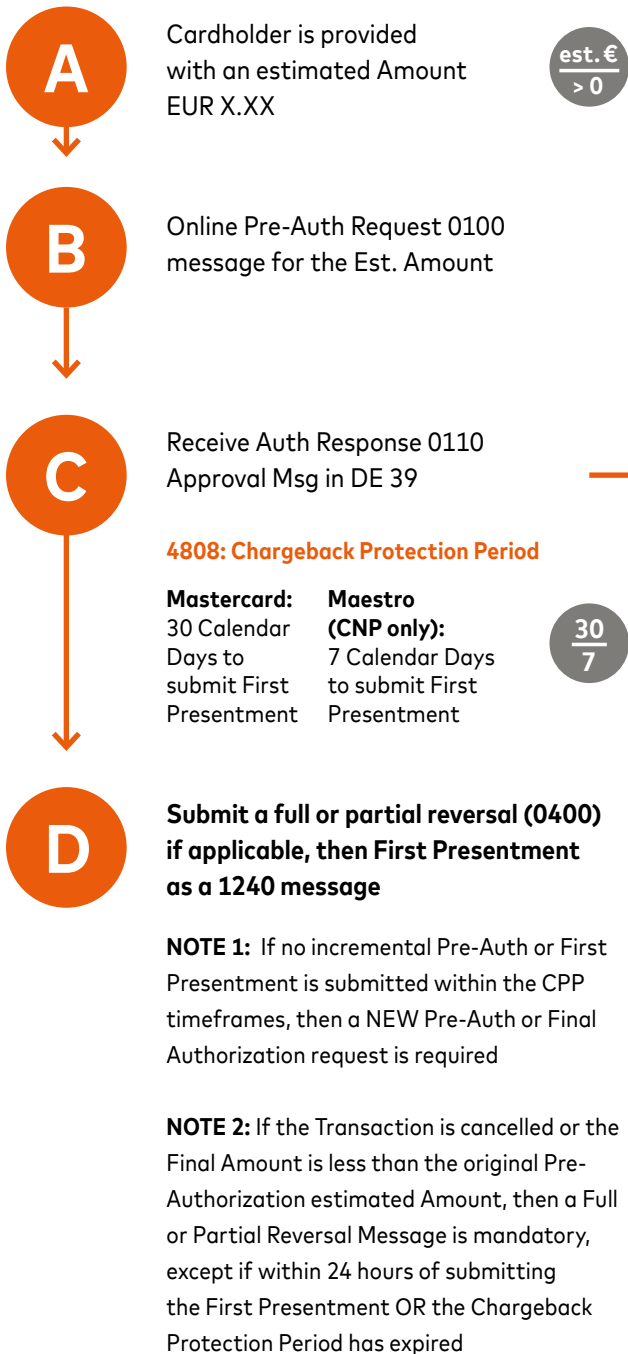 A
Cardholder is provided
with an estimated Amount
EUR X.XX
est. €
> 0
B
Online Pre-Auth Request 0100
message for the Est. Amount
C
Receive Auth Response 0110
Approval Msg in DE 39
4808: Chargeback Protection Period
Mastercard:
30 Calendar
Days to
submit First
Presentment
Maestro
(CNP only):
7 Calendar Days
to submit First
Presentment
30
7
D
Submit a full or partial reversal (0400)
if applicable, then First Presentment
as a 1240 message
NOTE 1: If no incremental Pre-Auth or First
Presentment is submitted within the CPP
timeframes, then a NEW Pre-Auth or Final
Authorization request is required
NOTE 2: If the Transaction is cancelled or the
Final Amount is less than the original Pre-
Authorization estimated Amount, then a Full
or Partial Reversal Message is mandatory,
except if within 24 hours of submitting
the First Presentment OR the Chargeback
Protection Period has expired